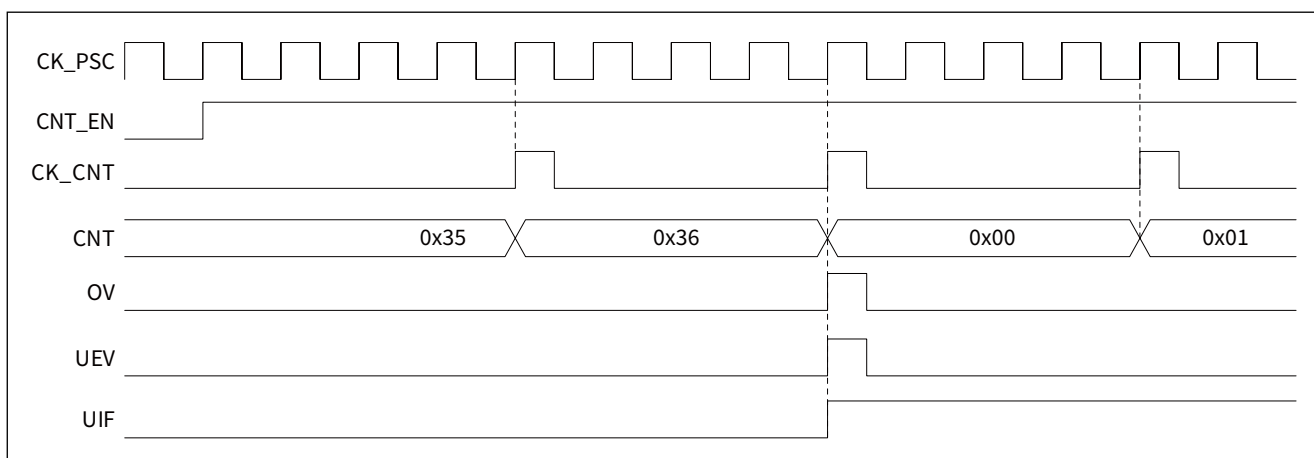 CK_PSC
CNT_EN
CK_CNT
CNT 0x35 0x36 0x00 0x01
OV
UEV
UIF